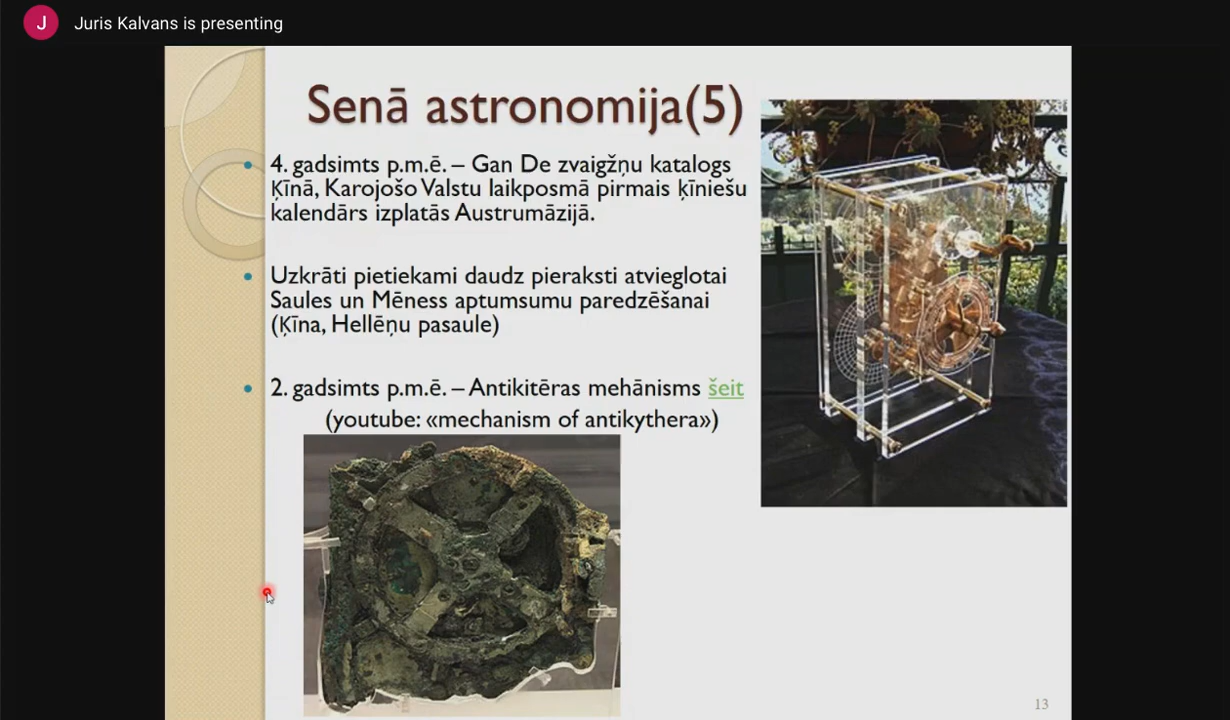 J
Juris Kalvans is presenting
Senā astronomija(5)
4. gadsimts p.m.ē. – Gan De zvaigžņu katalogs
Ķīnā, Karojošo Valstu laikposmā pirmais ķīniešu
kalendārs izplatās Austrumāzijā.
Uzkrāti pietiekami daudz pieraksti atvieglotai
Saules un Mēness aptumsumu paredzēšanai
(Ķīna, Hellēņu pasaule)
2. gadsimts p.m.ē. – Antikitēras mehānisms šeit
(youtube: «mechanism of antikythera»)
13